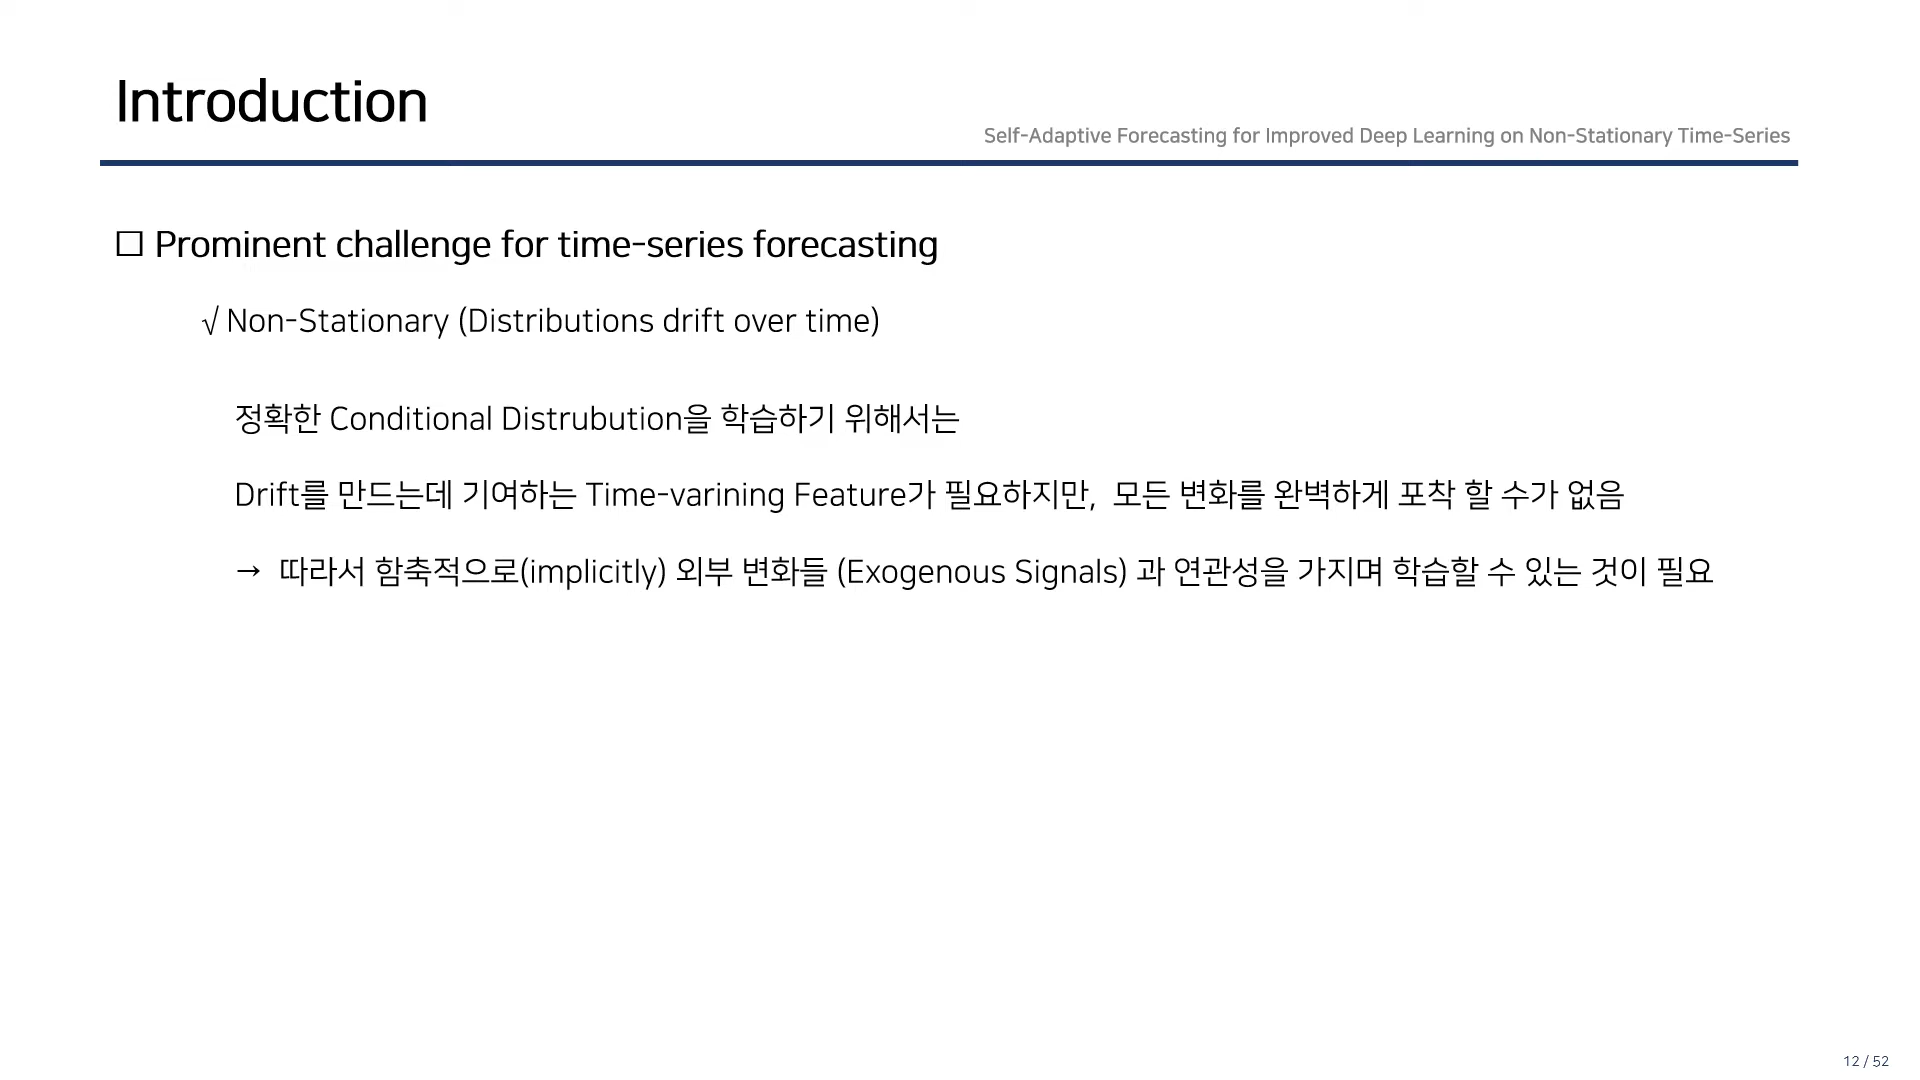 Introduction
Self-Adaptive Forecasting for Improved Deep Learning on Non-Stationary Time-Series
□ Prominent challenge for time-series forecasting
√ Non-Stationary (Distributions drift over time)
정확한 Conditional Distrubution을 학습하기 위해서는
Drift를 만드는데 기여하는 Time-varining Feature가 필요하지만, 모든 변화를 완벽하게 포착 할 수가 없음
→ 따라서 함축적으로(implicitly) 외부 변화들 (Exogenous Signals) 과 연관성을 가지며 학습할 수 있는 것이 필요
12 / 52